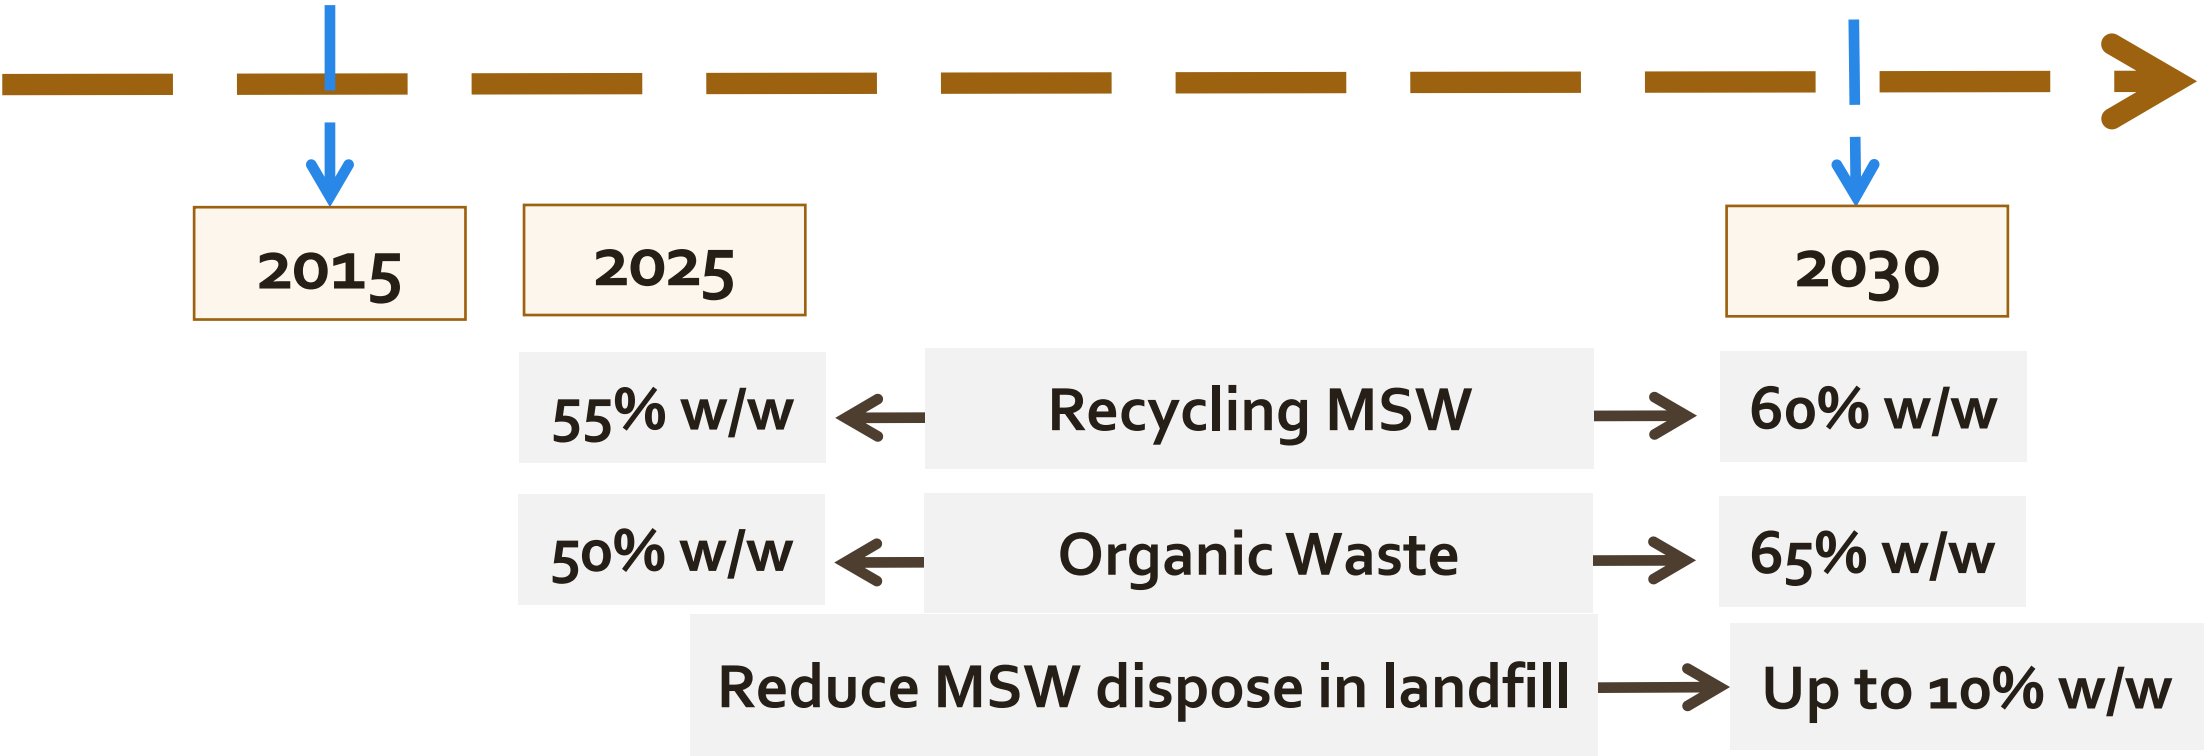 2015
2025
2030
55% w/w
Recycling MSW
60% w/w
50% w/w
Organic Waste
65% w/w
Reduce MSW dispose in landfill
Up to 10% w/w